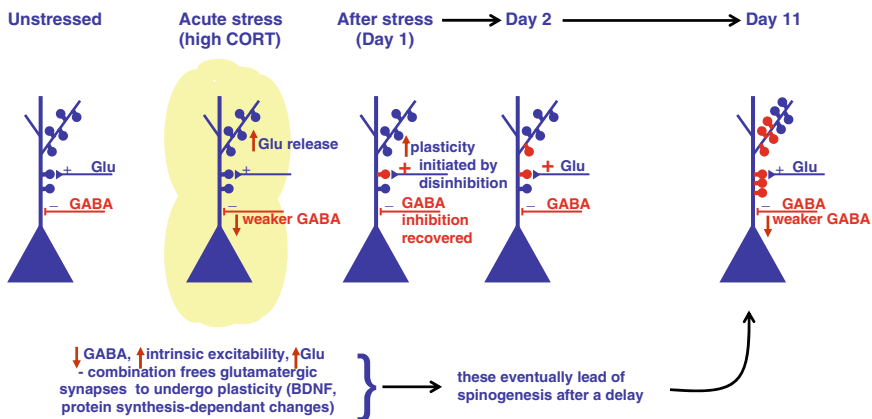 Unstressed
Acute stress
(high CORT)
After stress
(Day 1)
Day 2
Day 11
+ Glu
– GABA
Glu release
+
–
weaker GABA
plasticity
initiated by
disinhibition
+
– GABA
inhibition
recovered
+ Glu
– GABA
+ Glu
– GABA
weaker GABA
GABA, intrinsic excitability, Glu
- combination frees glutamatergic
synapses to undergo plasticity (BDNF,
protein synthesis-dependant changes)
}
these eventually lead of
spinogenesis after a delay